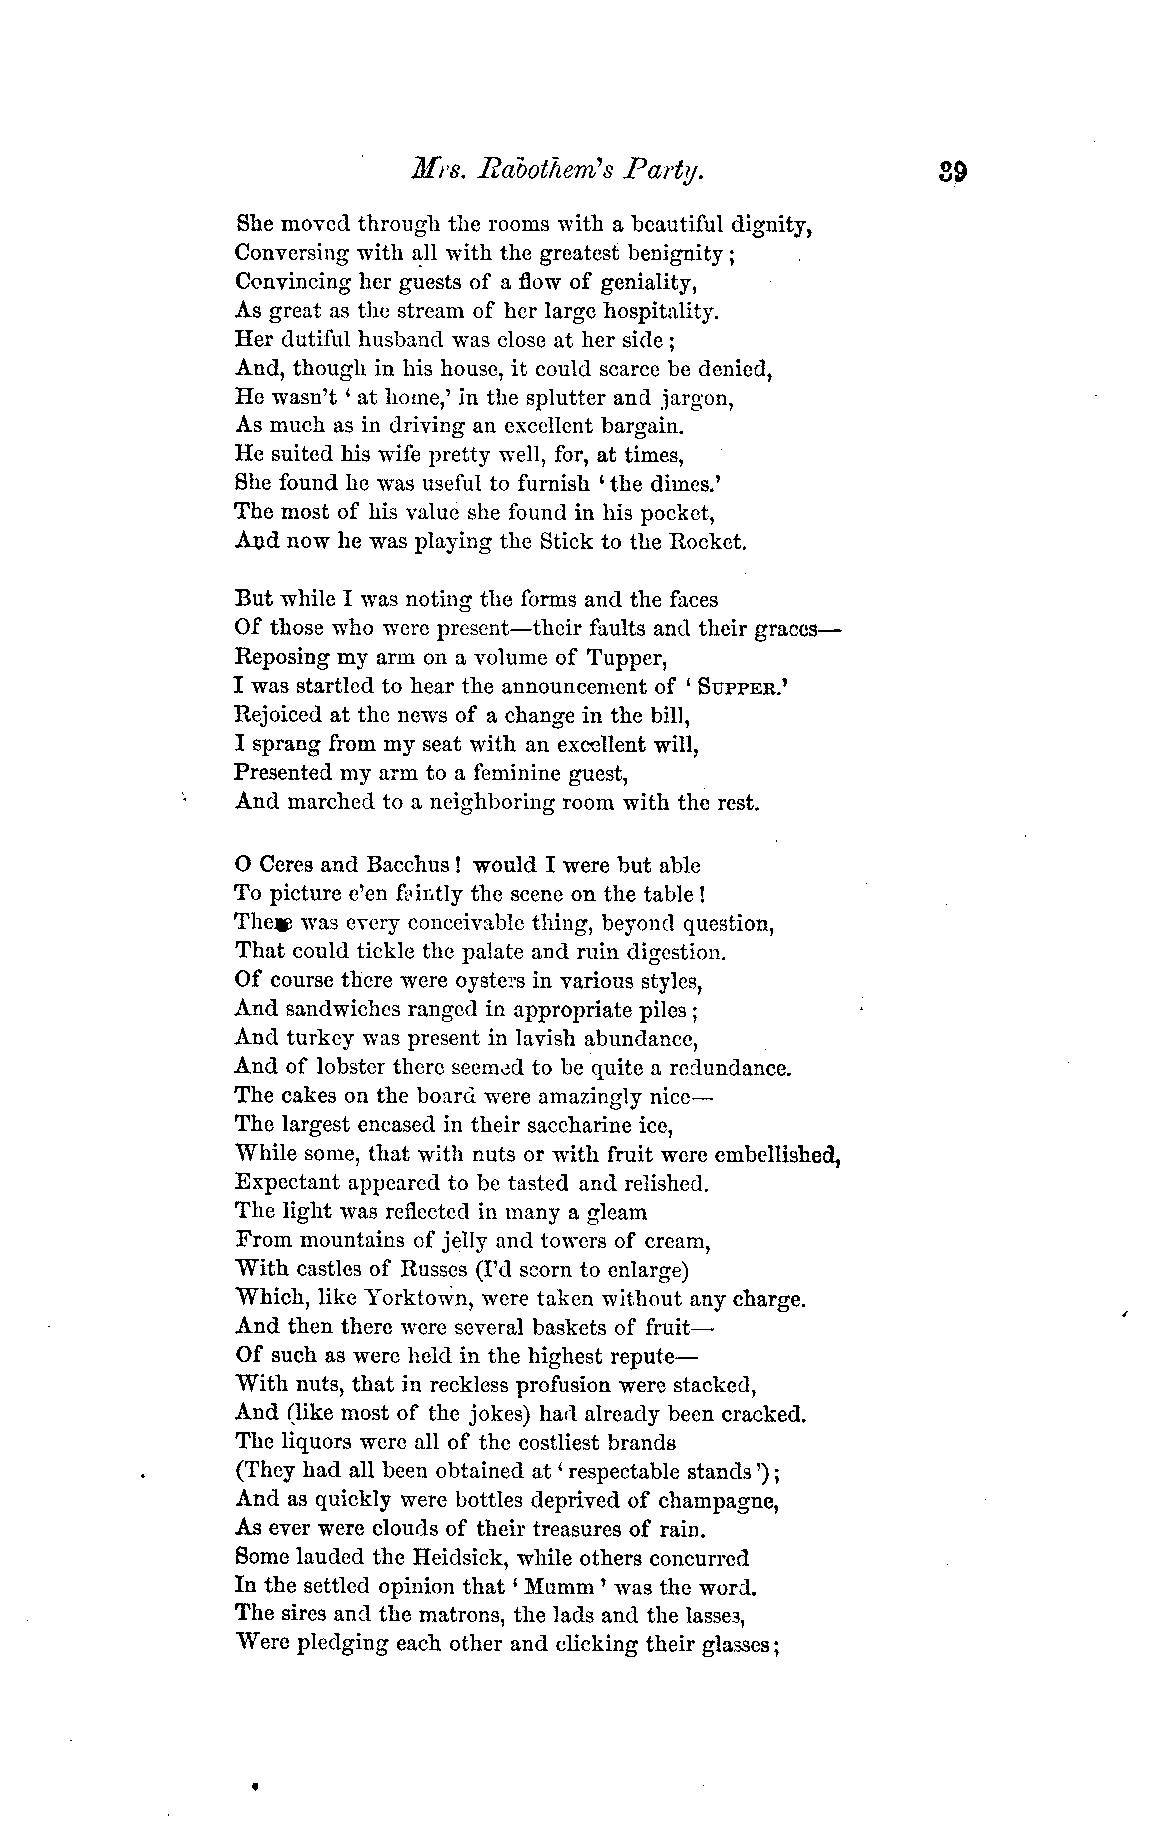 Mrs. Rabothem's Party. 39
She moved through the rooms with a beautiful dignity,
Conversing with all with the greatest benignity;
Convincing her guests of a flow of geniality,
As great as the stream of her large hospitality.
Her dutiful husband was close at her side;
And, though in his house, it could scarce be denied,
He wasn't 'at home,' in the splutter and jargon,
As much as in driving an excellent bargain.
He suited his wife pretty well, for, at times,
She found he was useful to furnish 'the dimes.'
The most of his value she found in his pocket,
And now he was playing the Stick to the Rocket.

But while I was noting the forms and the faces
Of those who were present—their faults and their graces—
Reposing my arm on a volume of Tupper,
I was startled to hear the announcement of 'SUPPER.'
Rejoiced at the news of a change in the bill,
I sprang from my seat with an excellent will,
Presented my arm to a feminine guest,
And marched to a neighboring room with the rest.

O Ceres and Bacchus! would I were but able
To picture e'en faintly the scene on the table!
There was every conceivable thing, beyond question,
That could tickle the palate and ruin digestion.
Of course there were oysters in various styles,
And sandwiches ranged in appropriate piles;
And turkey was present in lavish abundance,
And of lobster there seemed to be quite a redundance.
The cakes on the board were amazingly nice—
The largest encased in their saccharine ice,
While some, that with nuts or with fruit were embellished,
Expectant appeared to be tasted and relished.
The light was reflected in many a gleam
From mountains of jelly and towers of cream,
With castles of Russes (I'd scorn to enlarge)
Which, like Yorktown, were taken without any charge.
And then there were several baskets of fruit—
Of such as were held in the highest repute—
With nuts, that in reckless profusion were stacked,
And (like most of the jokes) had already been cracked.
The liquors were all of the costliest brands
(They had all been obtained at 'respectable stands');
And as quickly were bottles deprived of champagne,
As ever were clouds of their treasures of rain.
Some lauded the Heidsick, while others concurred
In the settled opinion that 'Mumm' was the word.
The sires and the matrons, the lads and the lasses,
Were pledging each other and clicking their glasses;